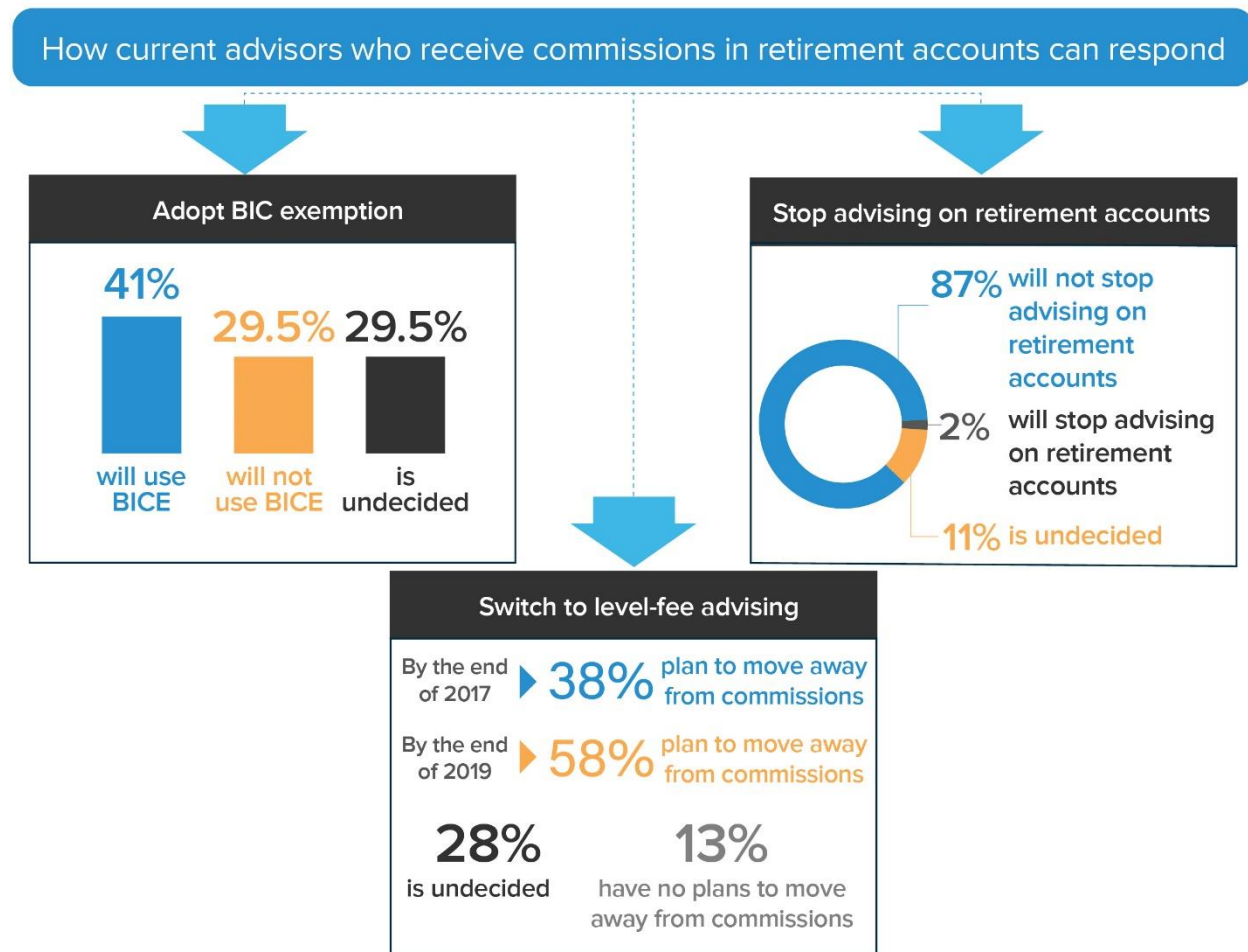 How current advisors who receive commissions in retirement accounts can respond
Adopt BIC exemption
41%
29.5%
29.5%
will use
BICE
will not
use BICE
is
undecided
Stop advising on retirement accounts
87%
will not stop
advising on
retirement
accounts
2%
will stop advising
on retirement
accounts
11% is undecided
Switch to level-fee advising
By the end
of 2017
38%
plan to move away
from commissions
By the end
of 2019
58%
plan to move away
from commissions
28%
is undecided
13%
have no plans to move
away from commissions